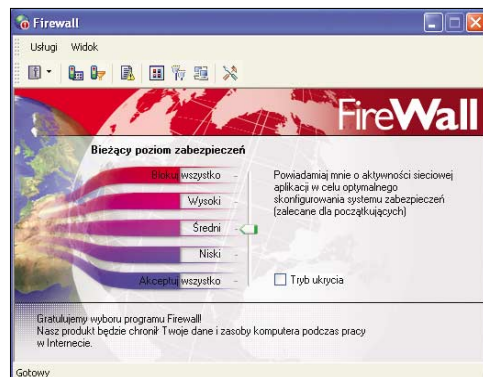 Firewall
Usługi Widok
FireWall
Bieżący poziom zabezpieczeń
Blokuj wszystko
Wysoki
Średni
Niski
Akceptuj wszystko
Powiadamiaj mnie o aktywności sieciowej
aplikacji w celu optymalnego
skonfigurowania systemu zabezpieczeń
(zalecane dla początkujących)
Tryb ukrycia
Gratulujemy wyboru programu Firewall!
Nasz produkt będzie chronił Twoje dane i zasoby komputera podczas pracy
w Internecie.
Gotowy